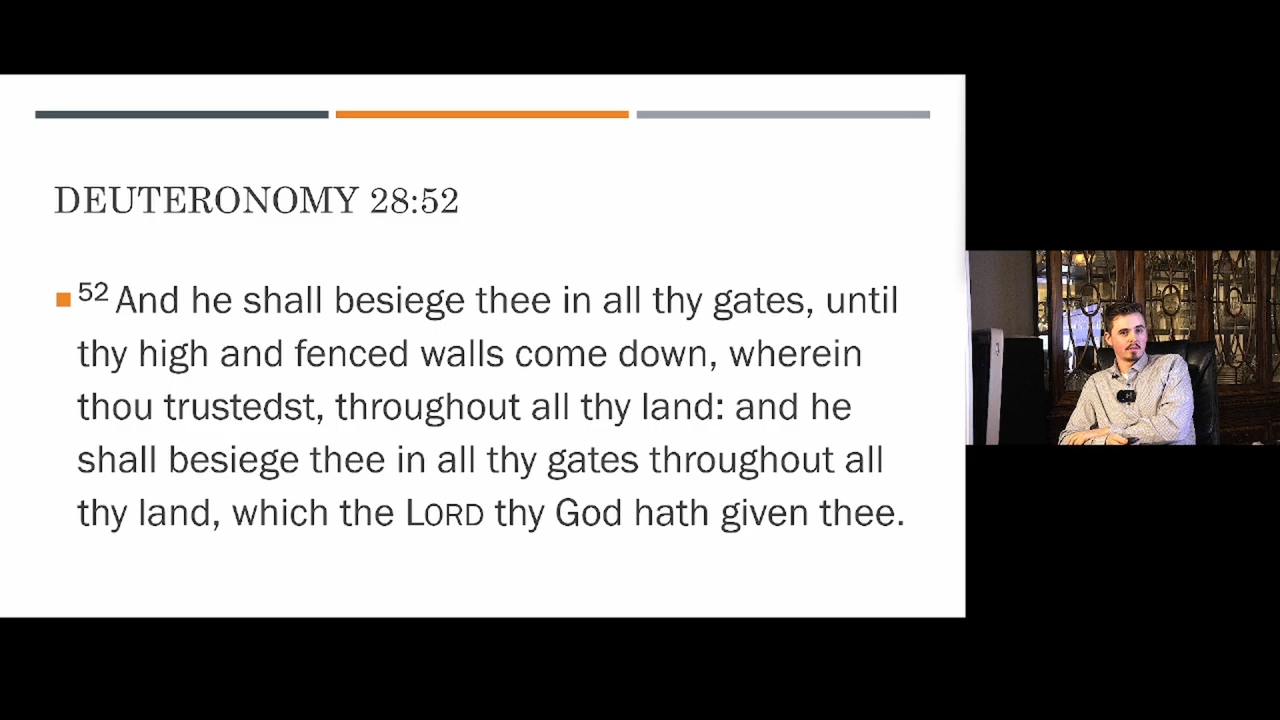 DEUTERONOMY 28:52
52 And he shall besiege thee in all thy gates, until
thy high and fenced walls come down, wherein
thou trustedst, throughout all thy land: and he
shall besiege thee in all thy gates throughout all
thy land, which the LORD thy God hath given thee.